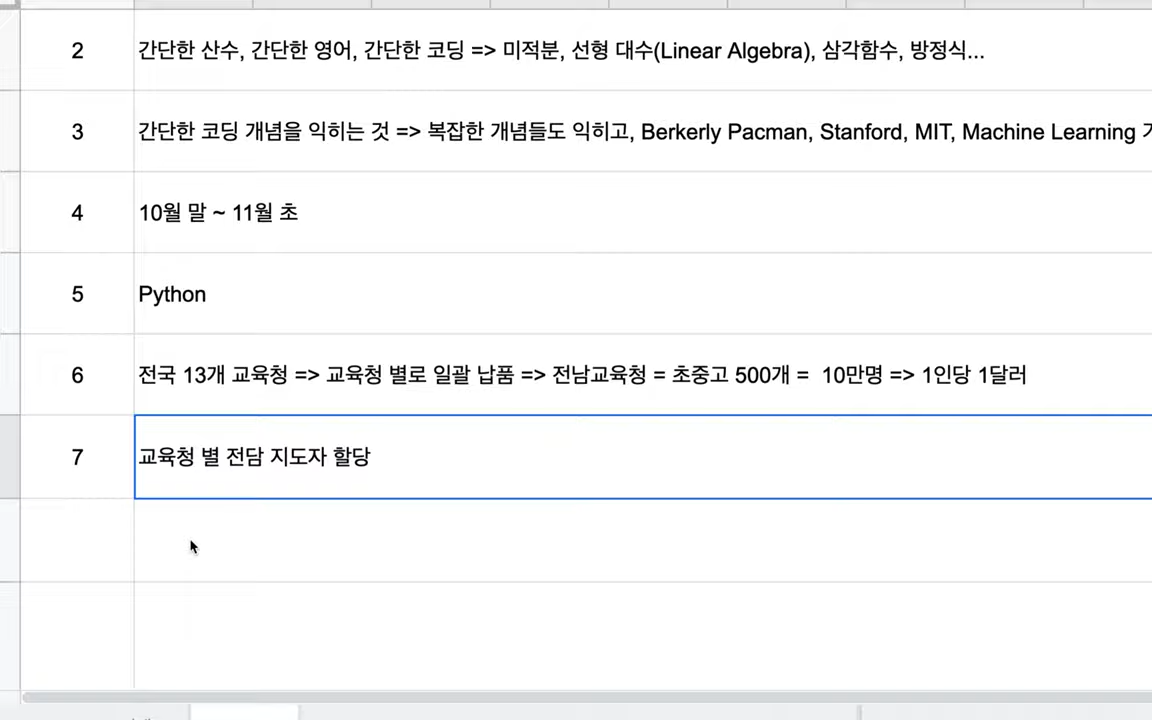 2 간단한 산수, 간단한 영어, 간단한 코딩 => 미적분, 선형 대수(Linear Algebra), 삼각함수, 방정식...
3 간단한 코딩 개념을 익히는 것 => 복잡한 개념들도 익히고, Berkerly Pacman, Stanford, MIT, Machine Learning
4 10월 말 ~ 11월 초
5 Python
6 전국 13개 교육청 => 교육청 별로 일괄 납품 => 전남교육청 = 초중고 500개 = 10만명 => 1인당 1달러
7 교육청 별 전담 지도자 할당